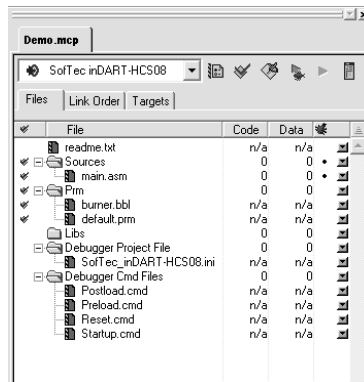 Demo.mcp
SofTec inDART-HCS08
Files Link Order Targets
File Code Data
readme.txt n/a n/a
Sources 0 0
main.asm 0 0
Prm 0 0
burner.bbl n/a n/a
default.prm n/a n/a
Libs 0 0
Debugger Project File 0 0
SofTec_inDART-HCS08.ini n/a n/a
Debugger Cmd Files 0 0
Postload.cmd n/a n/a
Preload.cmd n/a n/a
Reset.cmd n/a n/a
Startup.cmd n/a n/a